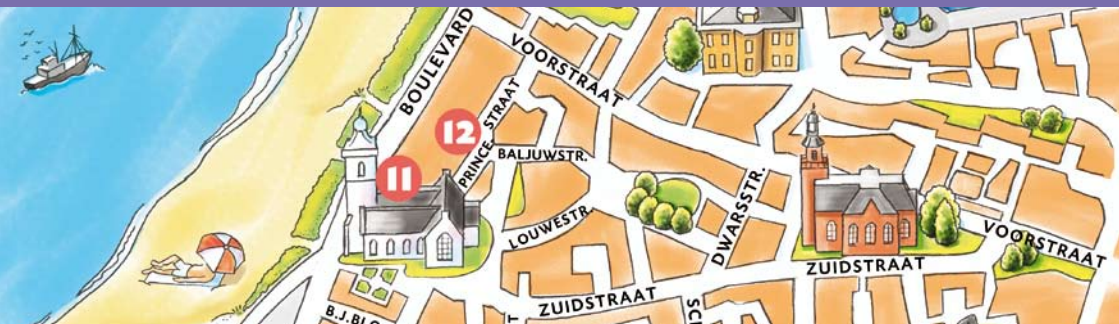 BOULEVARD
VOORSTRAAT
PRINCE STRAAT
12
11
BALJUWSTR.
LOUWESTR.
DWARSSTR.
VOORSTRAAT
ZUIDSTRAAT
ZUIDSTRAAT